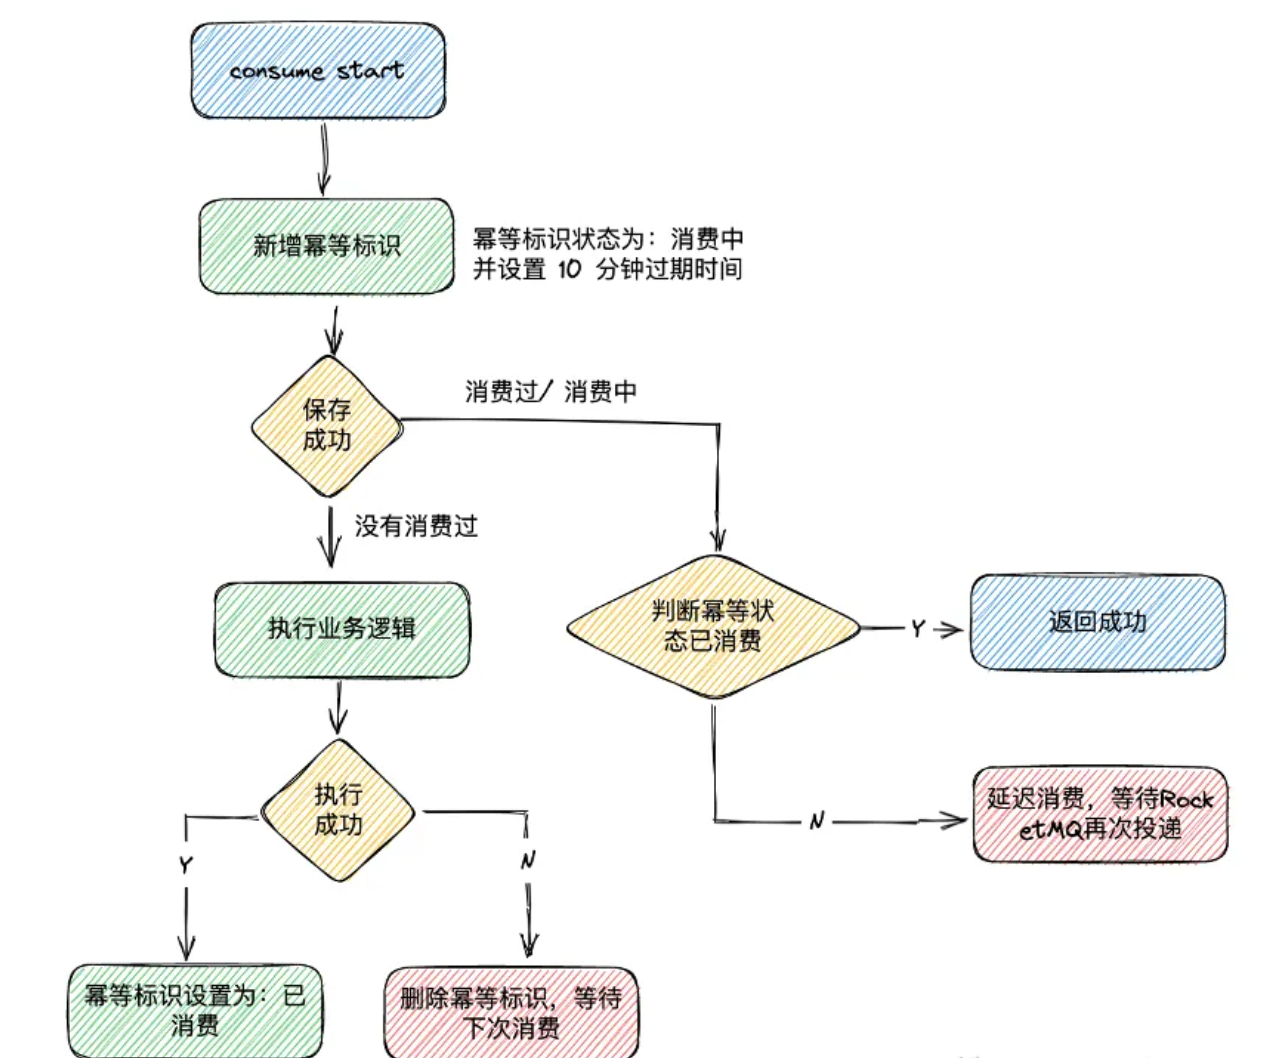 consume start
新增幂等标识
幂等标识状态为：消费中
并设置 10 分钟过期时间
保存
成功
消费过/ 消费中
没有消费过
执行业务逻辑
判断幂等状
态已消费
Y
返回成功
执行
成功
延迟消费，等待Rock
etMQ再次投递
N
Y
N
幂等标识设置为：已
消费
删除幂等标识，等待
下次消费